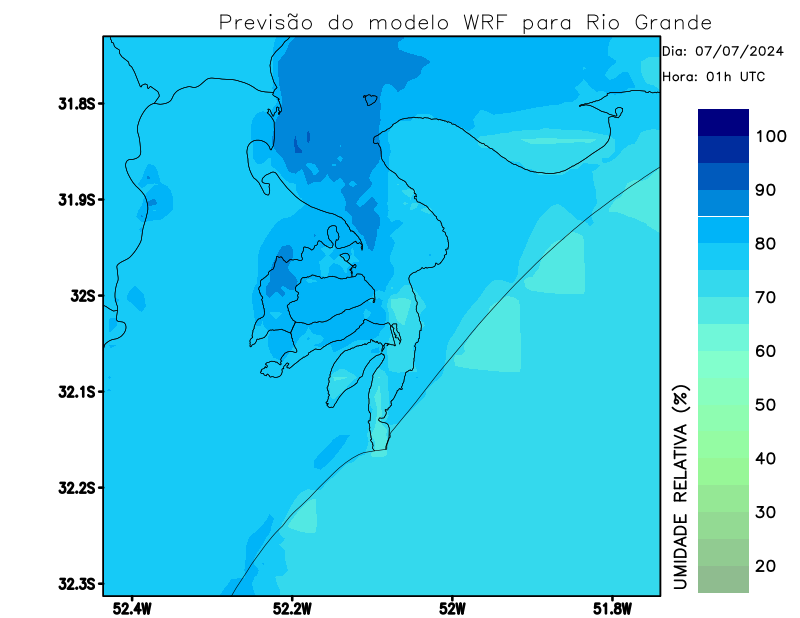 Previsão do modelo WRF para Rio Grande
Dia: 07/07/2024
Hora: 01h UTC
31.8S
31.9S
32S
32.1S
32.2S
32.3S
52.4W
52.2W
52W
51.8W
100
90
80
70
60
50
40
30
20
UMIDADE RELATIVA (%)